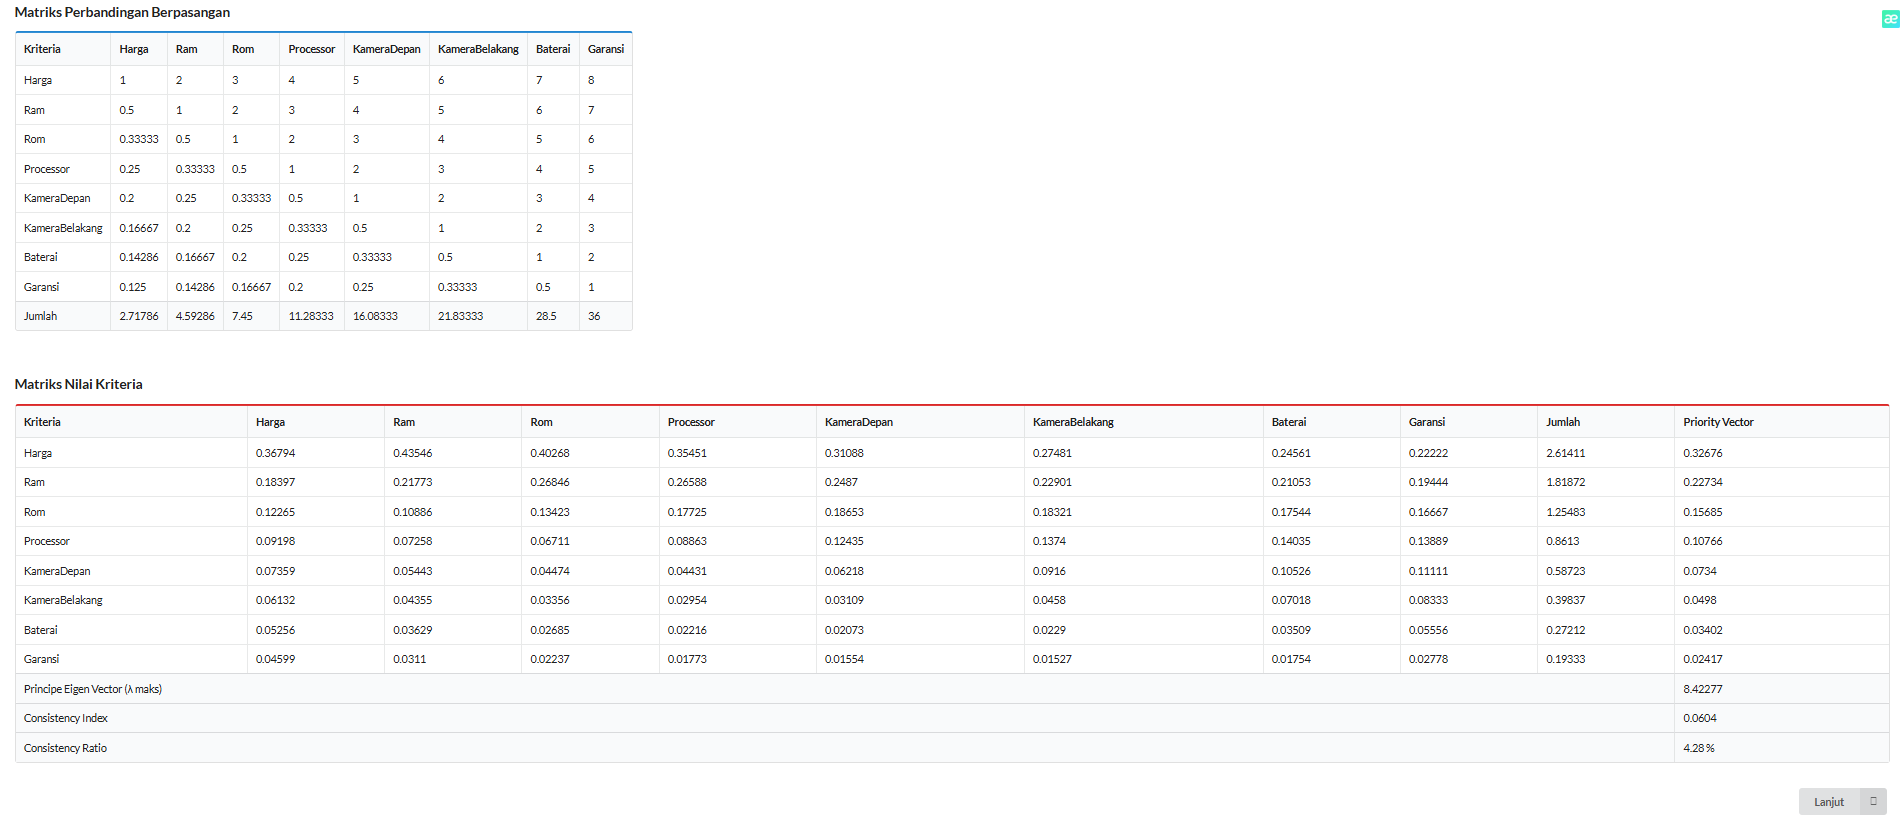 Matriks Perbandingan Berpasangan
æ
Kriteria Harga Ram Rom Processor KameraDepan KameraBelakang Baterai Garansi
Harga 1 2 3 4 5 6 7 8
Ram 0.5 1 2 3 4 5 6 7
Rom 0.33333 0.5 1 2 3 4 5 6
Processor 0.25 0.33333 0.5 1 2 3 4 5
KameraDepan 0.2 0.25 0.33333 0.5 1 2 3 4
KameraBelakang 0.16667 0.2 0.25 0.33333 0.5 1 2 3
Baterai 0.14286 0.16667 0.2 0.25 0.33333 0.5 1 2
Garansi 0.125 0.14286 0.16667 0.2 0.25 0.33333 0.5 1
Jumlah 2.71786 4.59286 7.45 11.28333 16.08333 21.83333 28.5 36
Matriks Nilai Kriteria
Kriteria Harga Ram Rom Processor KameraDepan KameraBelakang Baterai Garansi Jumlah Priority Vector
Harga 0.36794 0.43546 0.40268 0.35451 0.31088 0.27481 0.24561 0.22222 2.61411 0.32676
Ram 0.18397 0.21773 0.26846 0.26588 0.2487 0.22901 0.21053 0.19444 1.81872 0.22734
Rom 0.12265 0.10886 0.13423 0.17725 0.18653 0.18321 0.17544 0.16667 1.25483 0.15685
Processor 0.09198 0.07258 0.06711 0.08863 0.12435 0.1374 0.14035 0.13889 0.8613 0.10766
KameraDepan 0.07359 0.05443 0.04474 0.04431 0.06218 0.0916 0.10526 0.11111 0.58723 0.0734
KameraBelakang 0.06132 0.04355 0.03356 0.02954 0.03109 0.0458 0.07018 0.08333 0.39837 0.0498
Baterai 0.05256 0.03629 0.02685 0.02216 0.02073 0.0229 0.03509 0.05556 0.27212 0.03402
Garansi 0.04599 0.0311 0.02237 0.01773 0.01554 0.01527 0.01754 0.02778 0.19333 0.02417
Principe Eigen Vector (λ maks) 8.42277
Consistency Index 0.0604
Consistency Ratio 4.28 %
Lanjut